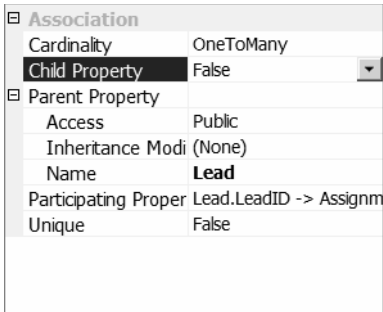 Association
Cardinality OneToMany
Child Property False
Parent Property
Access Public
Inheritance Modi (None)
Name Lead
Participating Proper Lead.LeadID -> Assignm
Unique False